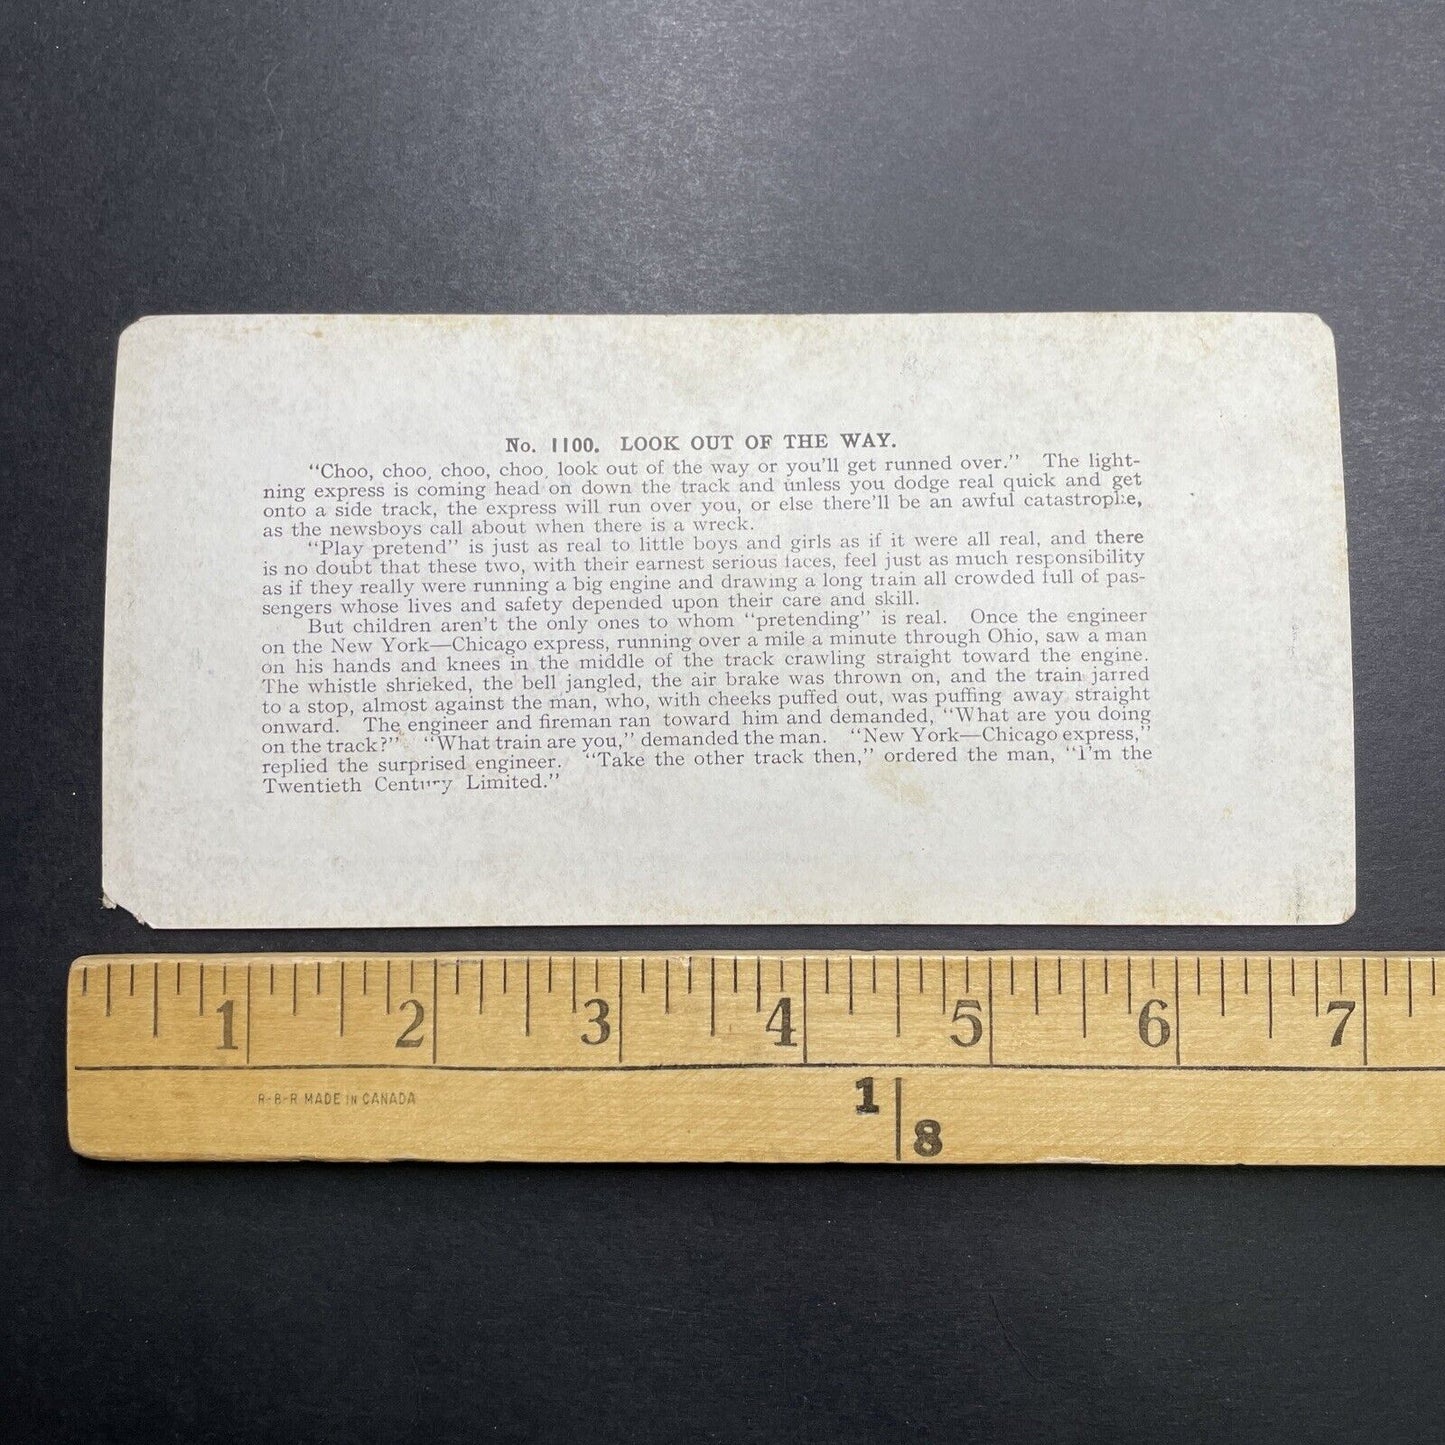 No. 1100. LOOK OUT OF THE WAY.
"Choo, choo, choo, choo, look out of the way or you'll get runned over." The light-
ning express is coming head on down the track and unless you dodge real quick and get
onto a side track, the express will run over you, or else there'll be an awful catastrophe,
as the newsboys call about when there is a wreck.
"Play pretend" is just as real to little boys and girls as if it were all real, and there
is no doubt that these two, with their earnest serious faces, feel just as much responsibility
as if they really were running a big engine and drawing a long train all crowded full of pas-
sengers whose lives and safety depended upon their care and skill.
But children aren't the only ones to whom "pretending" is real. Once the engineer
on the New York—Chicago express, running over a mile a minute through Ohio, saw a man
on his hands and knees in the middle of the track crawling straight toward the engine.
The whistle shrieked, the bell jangled, the air brake was thrown on, and the train jarred
to a stop, almost against the man, who, with cheeks puffed out, was puffing away straight
onward. The engineer and fireman ran toward him and demanded, "What are you doing
on the track?" "What train are you," demanded the man. "New York—Chicago express,"
replied the surprised engineer. "Take the other track then," ordered the man, "I'm the
Twentieth Century Limited."
1 2 3 4 5 6 7
R-B-R MADE IN CANADA
1 8